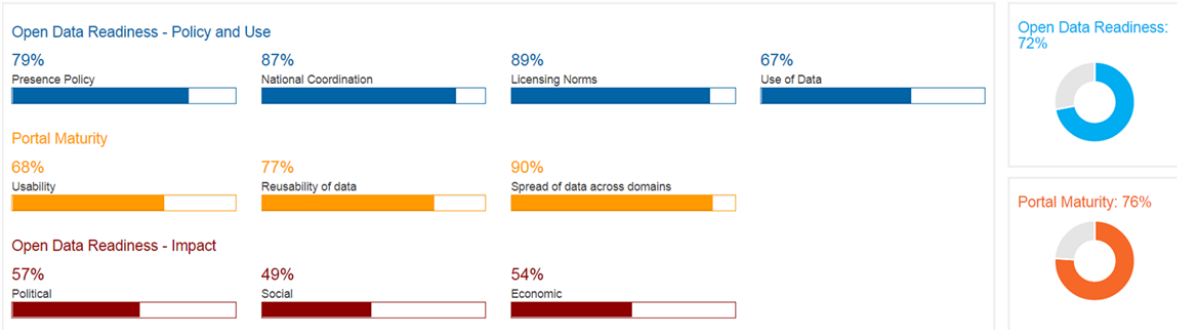 Open Data Readiness - Policy and Use
79%
Presence Policy
87%
National Coordination
89%
Licensing Norms
67%
Use of Data
Portal Maturity
68%
Usability
77%
Reusability of data
90%
Spread of data across domains
Open Data Readiness - Impact
57%
Political
49%
Social
54%
Economic
Open Data Readiness:
72%
Portal Maturity: 76%